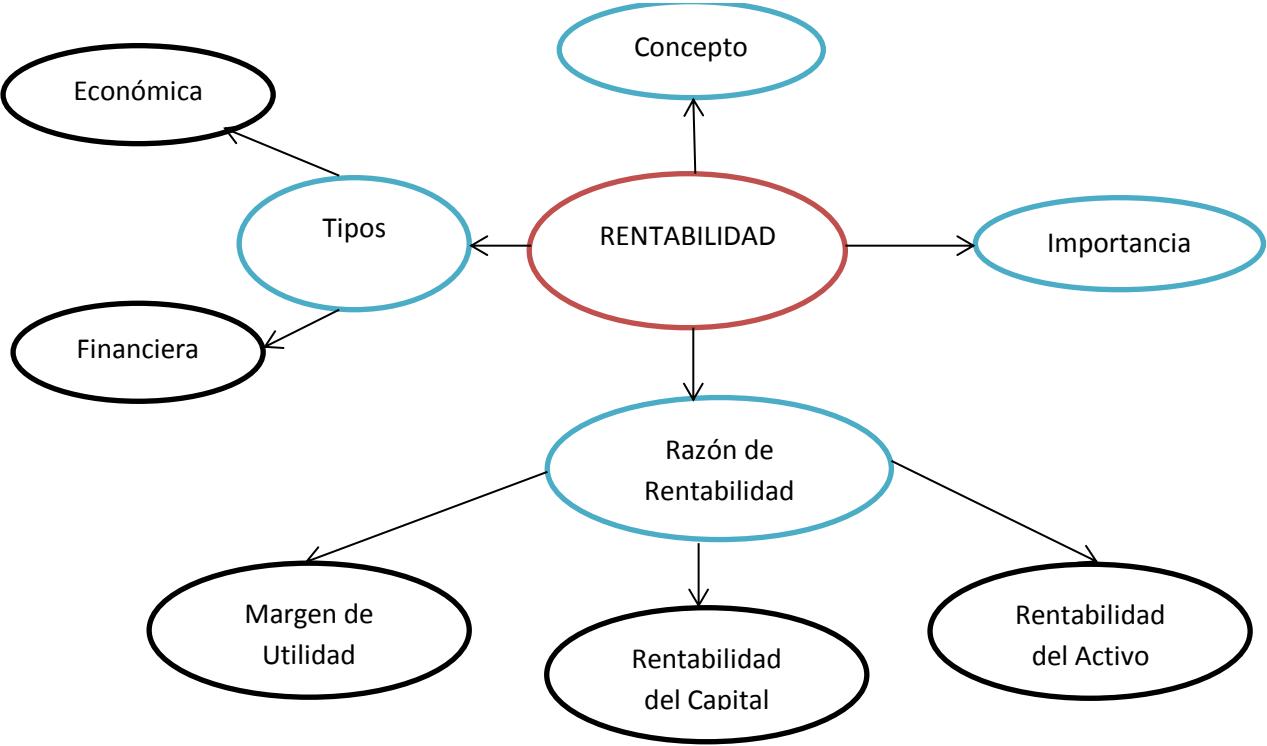 Concepto
Económica
Tipos
RENTABILIDAD
Importancia
Financiera
Razón de
Rentabilidad
Margen de
Utilidad
Rentabilidad
del Capital
Rentabilidad
del Activo